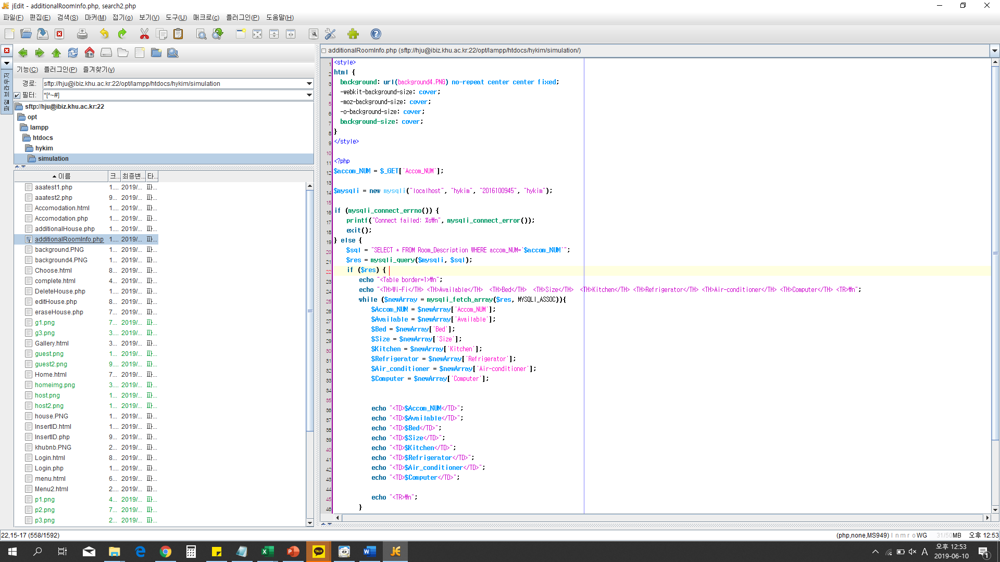 jEdit - additionalRoomInfo.php, search2.php
파일(F) 편집(E) 검색(S) 마커(M) 접기(o) 보기(V) 도구(U) 매크로(c) 플러그인(P) 도움말(H)
additionalRoomInfo.php (sftp://hju@ibiz.khu.ac.kr:22/opt/lampp/htdocs/hykim/simulation/)
기능(C) 플러그인(P) 즐겨찾기(v)
경로: sftp://hju@ibiz.khu.ac.kr:22/opt/lampp/htdocs/hykim/simulation
필터: *[^~#]
sftp://hju@ibiz.khu.ac.kr:22
opt
lampp
htdocs
hykim
simulation
이름 크... 최종변... 타...
aaatest1.php 1.... 2019/... 파...
aaatest2.php 9... 2019/... 파...
Accomodation.html 1.... 2019/... 파...
Accomodation.php 1.... 2019/... 파...
additionalHouse.php 1.... 2019/... 파...
additionalRoomInfo.php 1.... 2019/... 파...
background.PNG 1... 2019/... 파...
background4.PNG 1... 2019/... 파...
Choose.html 8... 2019/... 파...
complete.html 4... 2019/... 파...
DeleteHouse.php 1.... 2019/... 파...
editHouse.php 8... 2019/... 파...
eraseHouse.php 7... 2019/... 파...
g1.png 7... 2019/... 파...
g3.png 3.... 2019/... 파...
Gallery.html 3... 2019/... 파...
guest.png 1... 2019/... 파...
guest2.png 9... 2019/... 파...
Home.html 7... 2019/... 파...
homeimg.png 3.... 2019/... 파...
host.png 1... 2019/... 파...
host2.png 1... 2019/... 파...
house.PNG 1... 2019/... 파...
InsertID.html 1.... 2019/... 파...
InsertID.php 9... 2019/... 파...
khubnb.PNG 2... 2019/... 파...
Login.html 8... 2019/... 파...
Login.php 1.... 2019/... 파...
menu.html 6... 2019/... 파...
Menu2.html 2.... 2019/... 파...
p1.png 4... 2019/... 파...
p2.png 7... 2019/... 파...
p3.png 2... 2019/... 파...
1 <style>
2 html {
3 background: url(background4.PNG) no-repeat center center fixed;
4 -webkit-background-size: cover;
5 -moz-background-size: cover;
6 -o-background-size: cover;
7 background-size: cover;
8 }
9 </style>
10
11 <?php
12 $accom_NUM = $_GET['Accom_NUM'];
13
14 $mysqli = new mysqli("localhost", "hykim", "2016100945", "hykim");
15
16 if (mysqli_connect_errno()) {
17 printf("Connect failed: %s₩n", mysqli_connect_error());
18 exit();
19 } else {
20 $sql = "SELECT * FROM Room_Description WHERE accom_NUM='$accom_NUM'";
21 $res = mysqli_query($mysqli, $sql);
22 if ($res) {
23 echo "<Table border=1>₩n";
24 echo "<TH>Wi-Fi</TH> <TH>Available</TH> <TH>Bed</TH> <TH>Size</TH> <TH>Kitchen</TH> <TH>Refrigerator</TH> <TH>Air-conditioner</TH> <TH>Computer</TH> <TR>₩n";
25 while ($newArray = mysqli_fetch_array($res, MYSQLI_ASSOC)){
26 $Accom_NUM = $newArray['Accom_NUM'];
27 $Available = $newArray['Available'];
28 $Bed = $newArray['Bed'];
29 $Size = $newArray['Size'];
30 $Kitchen = $newArray['Kitchen'];
31 $Refrigerator = $newArray['Refrigerator'];
32 $Air_conditioner = $newArray['Air-conditioner'];
33 $Computer = $newArray['Computer'];
34
35
36 echo "<TD>$Accom_NUM</TD>";
37 echo "<TD>$Available</TD>";
38 echo "<TD>$Bed</TD>";
39 echo "<TD>$Size</TD>";
40 echo "<TD>$Kitchen</TD>";
41 echo "<TD>$Refrigerator</TD>";
42 echo "<TD>$Air_conditioner</TD>";
43 echo "<TD>$Computer</TD>";
44
45 echo "<TR>₩n";
46 }
22,15-17 (558/1592)
(php,none,MS949) l n m r o WG 31/50MB 오후 12:53
TALK
A
오후 12:53
2019-06-10
1